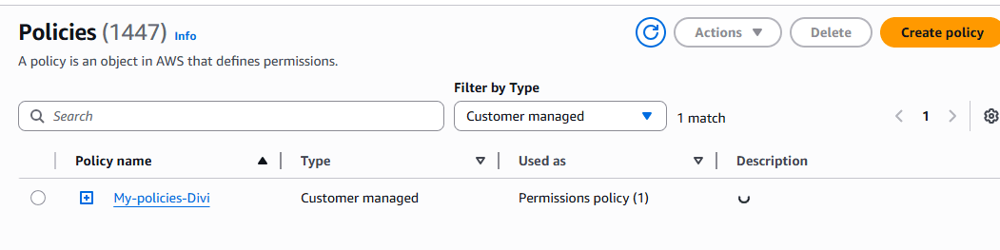 Policies (1447) Info
Actions
Delete
Create policy
A policy is an object in AWS that defines permissions.
Filter by Type
Search
Customer managed
1 match
1
Policy name
Type
Used as
Description
My-policies-Divi
Customer managed
Permissions policy (1)